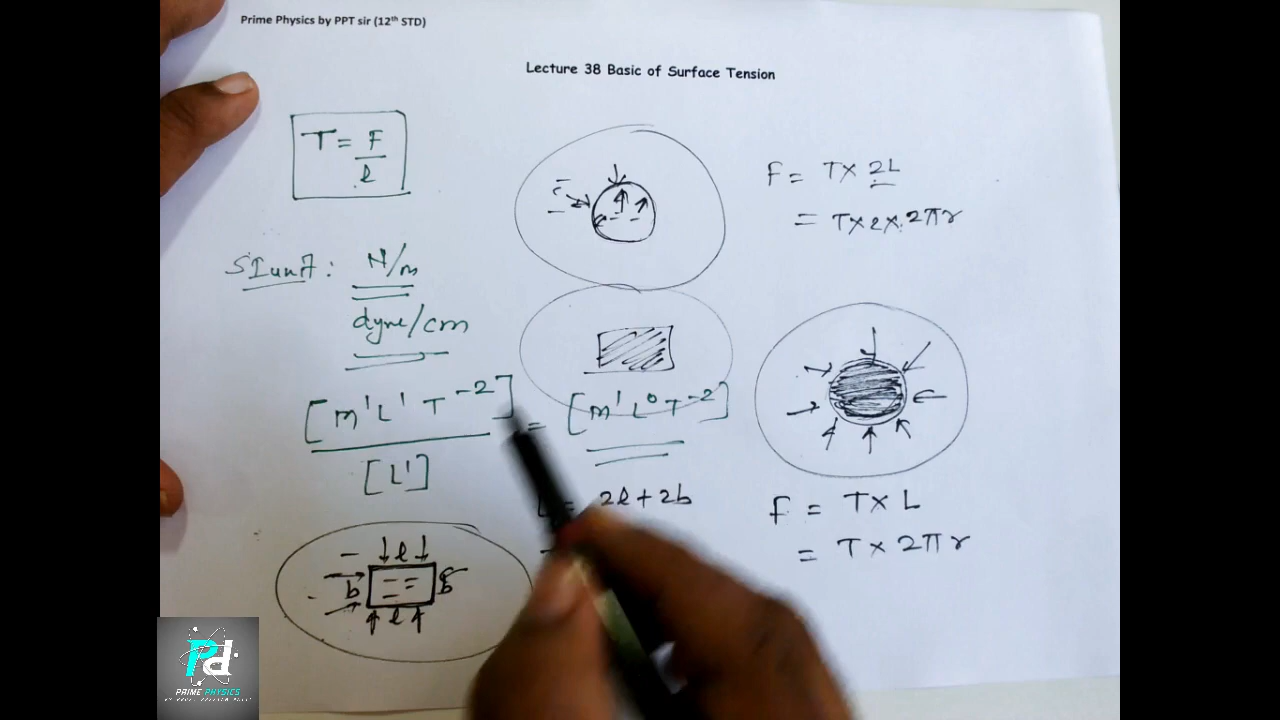 Prime Physics by PPT sir (12th STD)
Lecture 38 Basic of Surface Tension
T = F/l
SI unit : N/m
dyne/cm
[M¹L¹T⁻²] / [L¹] = [M¹L⁰T⁻²]
F = T × 2L
= T × 2 × 2πr
2l + 2b
l
b b
l
F = T × L
= T × 2πr
Pd
PRIME PHYSICS